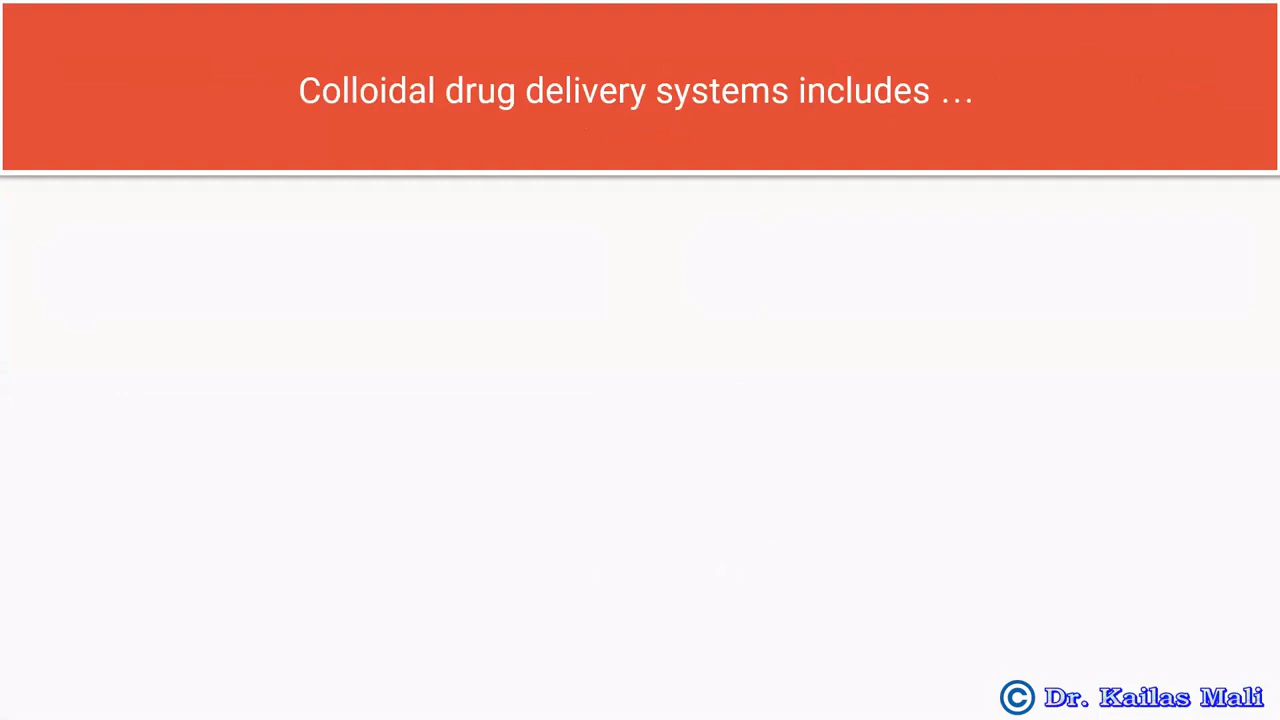 Colloidal drug delivery systems includes …
© Dr. Kailas Mali